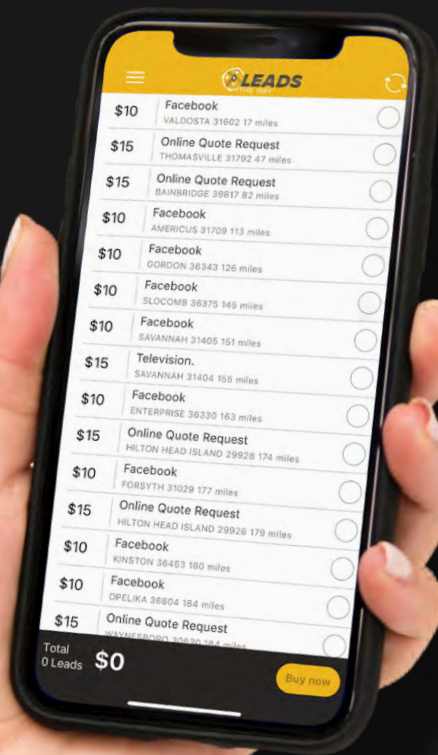 LEADS
$10
Facebook
VALDOSTA 31602 17 miles
$15
Online Quote Request
THOMASVILLE 31792 47 miles
$15
Online Quote Request
BAINBRIDGE 39817 82 miles
$10
Facebook
AMERICUS 31709 113 miles
$10
Facebook
GORDON 36343 126 miles
$10
Facebook
SLOCOMB 36375 145 miles
$10
Facebook
SAVANNAH 31405 151 miles
$15
Television.
SAVANNAH 31404 155 miles
$10
Facebook
ENTERPRISE 36330 163 miles
$15
Online Quote Request
HILTON HEAD ISLAND 29928 174 miles
$10
Facebook
FORSYTH 31029 177 miles
$15
Online Quote Request
HILTON HEAD ISLAND 29926 179 miles
$10
Facebook
KINSTON 36453 180 miles
$10
Facebook
OPELIKA 36804 184 miles
$15
Online Quote Request
WAYNESBORO 30830 184 miles
Total
0 Leads $0
Buy now